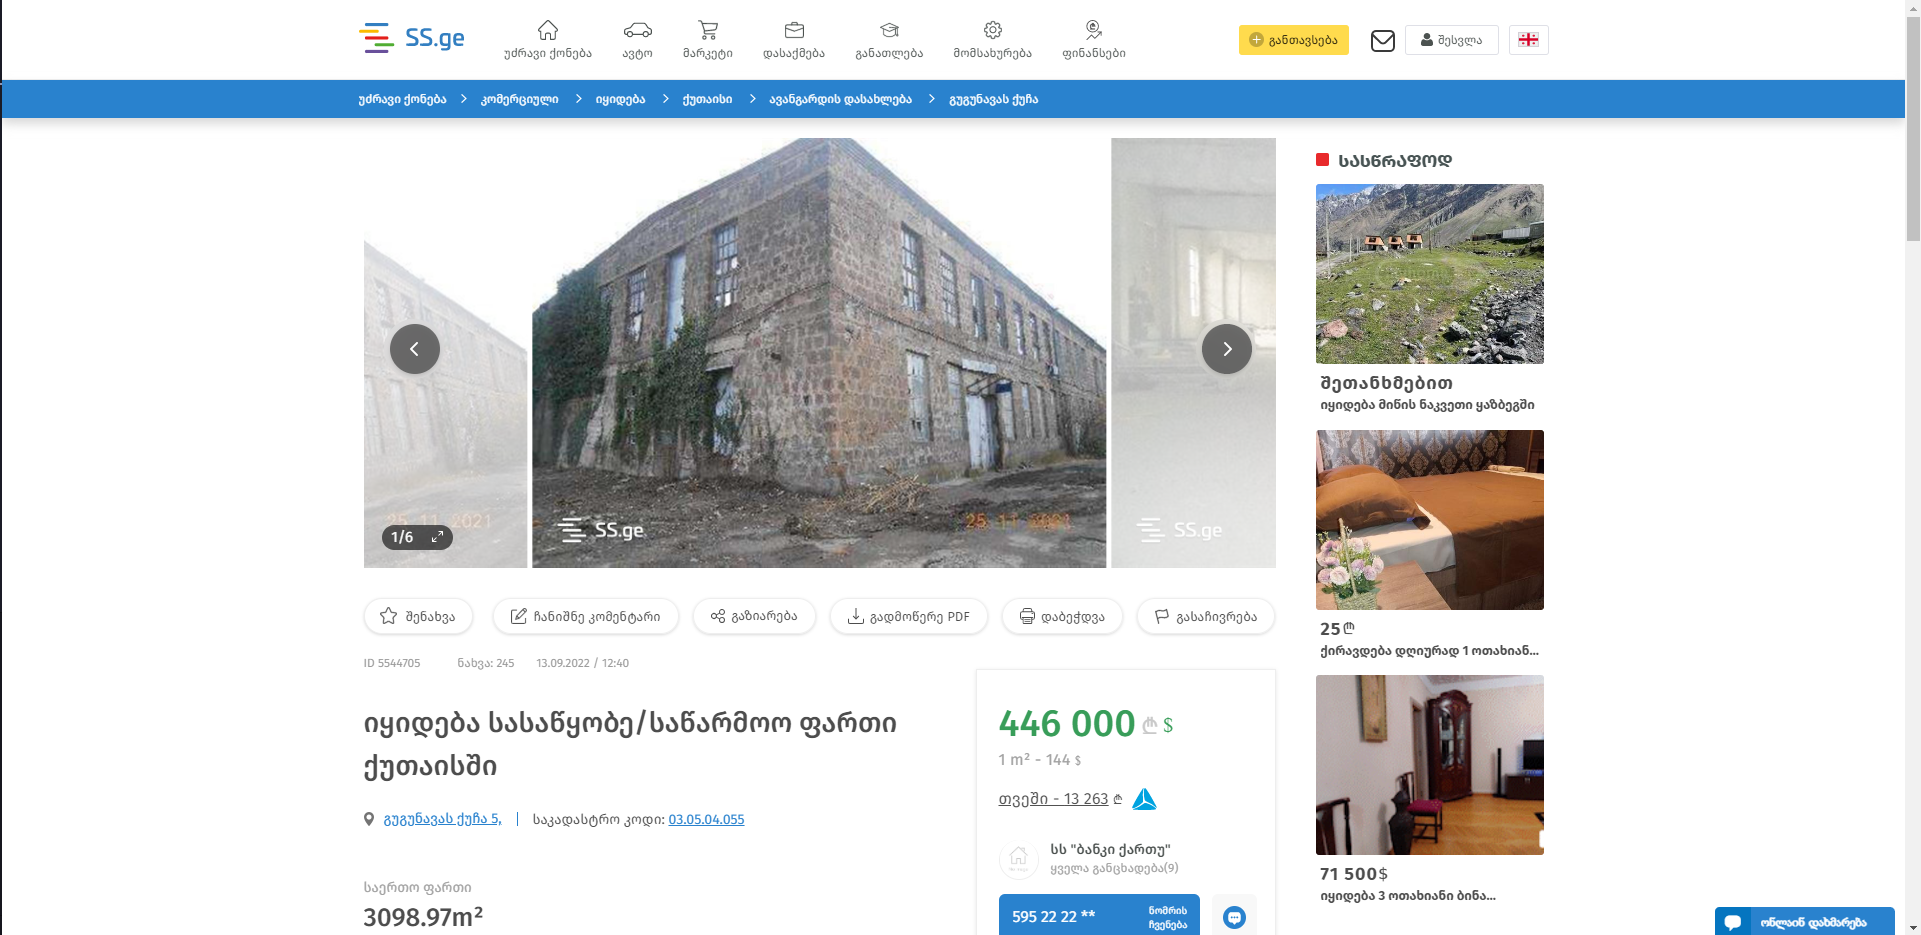 SS.ge
უძრავი ქონება
ავტო
მარკეტი
დასაქმება
განათლება
მომსახურება
ფინანსები
განთავსება
შესვლა
უძრავი ქონება > კომერციული > იყიდება > ქუთაისი > ავანგარდის დასახლება > გუგუნავას ქუჩა
25 11 2021
1/6
SS.ge
25 11 2021
SS.ge
შენახვა
ჩანიშნე კომენტარი
გაზიარება
გადმოწერე PDF
დაბეჭდვა
გასაჩივრება
ID 5544705
ნახვა: 245
13.09.2022 / 12:40
იყიდება სასაწყობე/საწარმოო ფართი
ქუთაისში
გუგუნავას ქუჩა 5, | საკადასტრო კოდი: 03.05.04.055
საერთო ფართი
3098.97m²
446 000 ₾ $
1 m² - 144 $
თვეში - 13 263 ₾
სს "ბანკი ქართუ"
ყველა განცხადება(9)
595 22 22 **
ნომრის
ჩვენება
სასწრაფოდ
შეთანხმებით
იყიდება მიწის ნაკვეთი ყაზბეგში
25₾
ქირავდება დღიურად 1 ოთახიან...
71 500$
იყიდება 3 ოთახიანი ბინა...
ონლაინ დახმარება